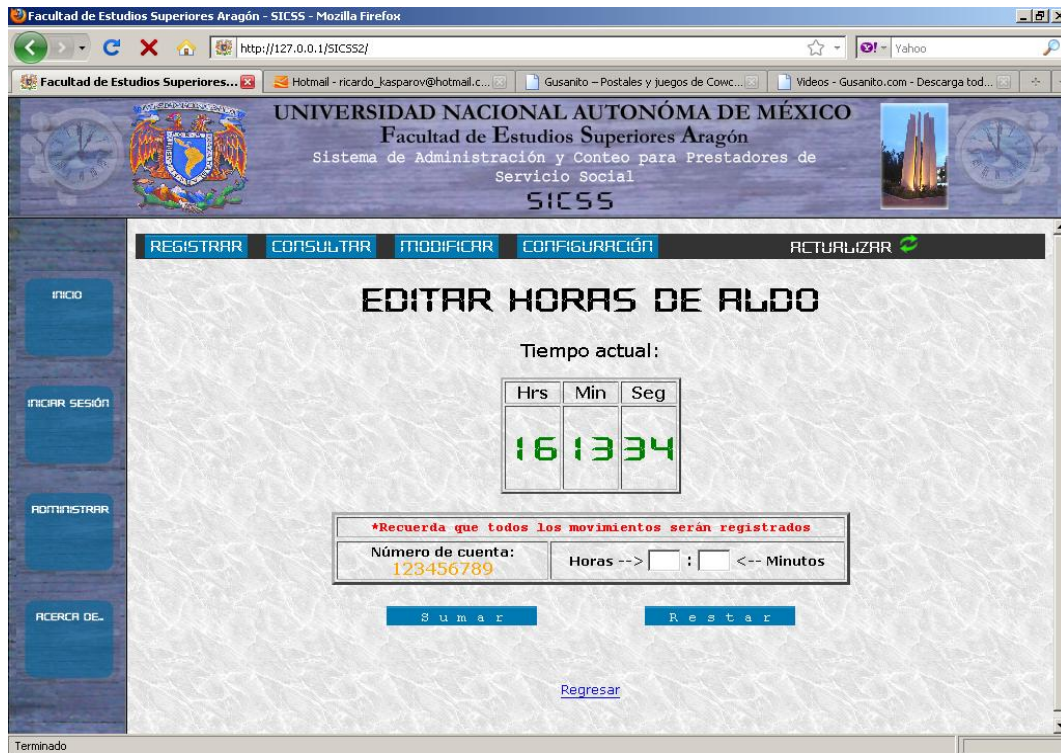 Facultad de Estudios Superiores Aragón - SICSS - Mozilla Firefox
http://127.0.0.1/SICSS2/
Yahoo
Facultad de Estudios Superiores...
Hotmail - ricardo_kasparov@hotmail.c...
Gusanito – Postales y juegos de Cowc...
Videos - Gusanito.com - Descarga tod...
UNIVERSIDAD NACIONAL AUTONÓMA DE MÉXICO
Facultad de Estudios Superiores Aragón
Sistema de Administración y Conteo para Prestadores de
Servicio Social
SICSS
REGISTRAR CONSULTAR MODIFICAR CONFIGURACIÓN ACTUALIZAR
INICIO
INICIAR SESIÓN
ADMINISTRAR
ACERCA DE..
EDITAR HORAS DE ALDO
Tiempo actual:
Hrs Min Seg
16 13 34
*Recuerda que todos los movimientos serán registrados
Número de cuenta:
123456789
Horas --> : <-- Minutos
Sumar Restar
Regresar
Terminado